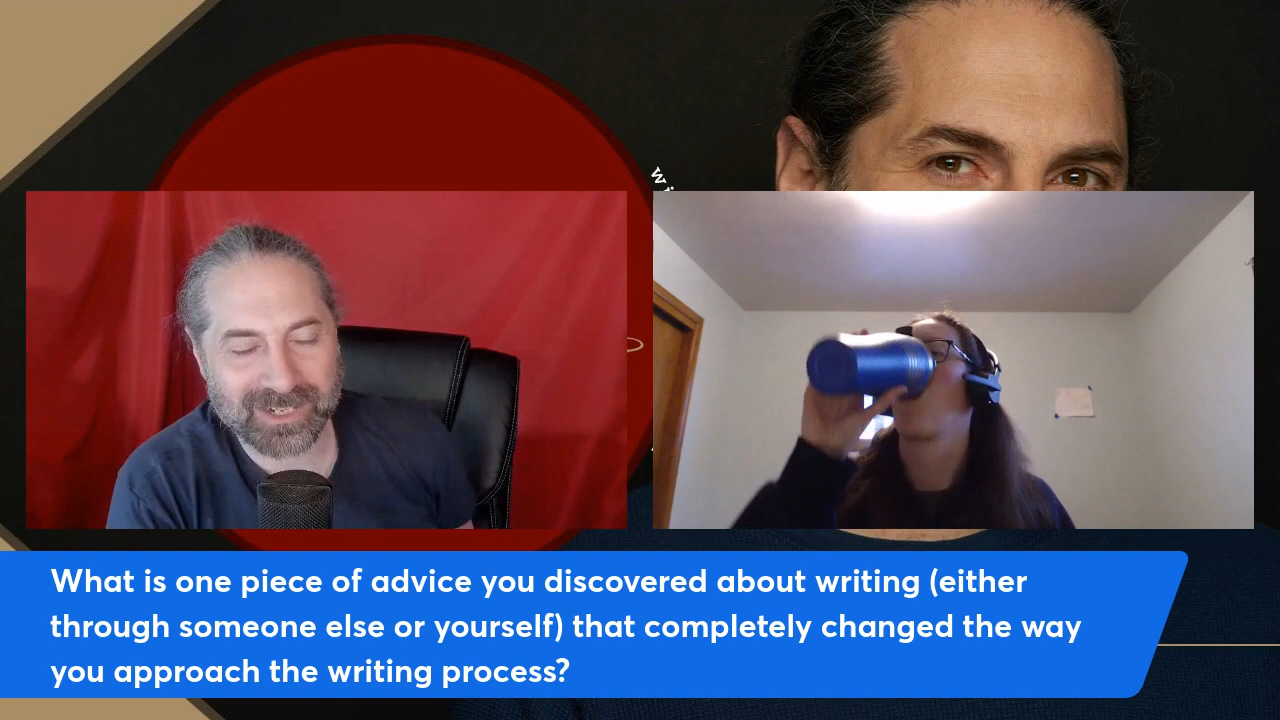 What is one piece of advice you discovered about writing (either
through someone else or yourself) that completely changed the way
you approach the writing process?